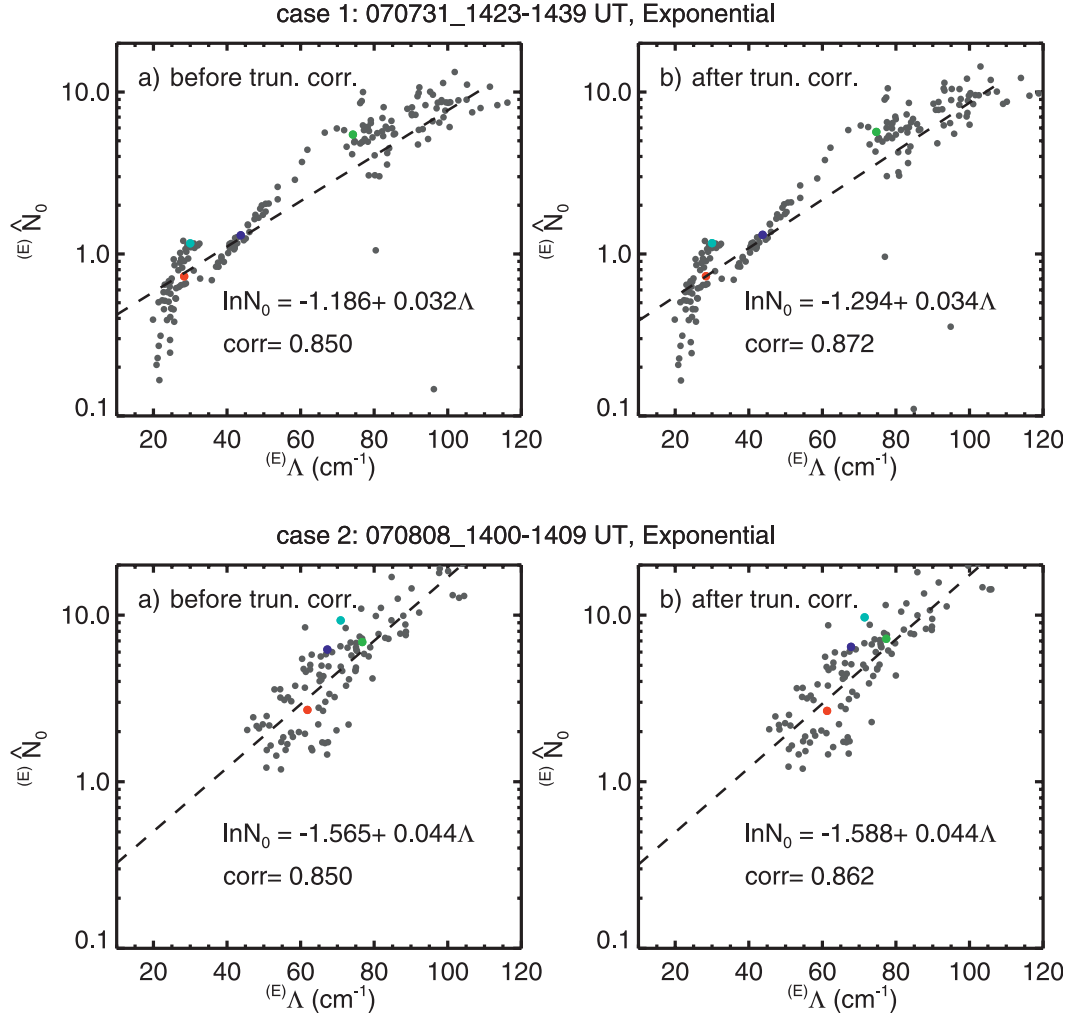 case 1: 070731_1423-1439 UT, Exponential
a) before trun. corr.
10.0
1.0
0.1
(E) N̂₀
lnN₀ = -1.186+ 0.032Λ
corr= 0.850
20 40 60 80 100 120
(E)Λ (cm⁻¹)
b) after trun. corr.
10.0
1.0
0.1
(E) N̂₀
lnN₀ = -1.294+ 0.034Λ
corr= 0.872
20 40 60 80 100 120
(E)Λ (cm⁻¹)
case 2: 070808_1400-1409 UT, Exponential
a) before trun. corr.
10.0
1.0
0.1
(E) N̂₀
lnN₀ = -1.565+ 0.044Λ
corr= 0.850
20 40 60 80 100 120
(E)Λ (cm⁻¹)
b) after trun. corr.
10.0
1.0
0.1
(E) N̂₀
lnN₀ = -1.588+ 0.044Λ
corr= 0.862
20 40 60 80 100 120
(E)Λ (cm⁻¹)